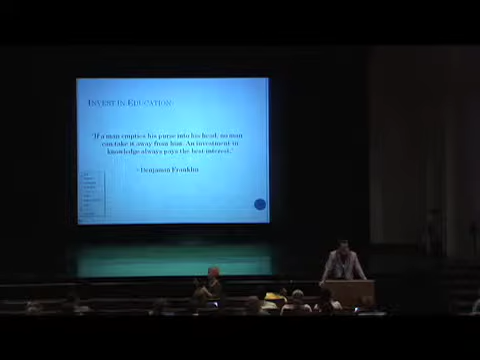 INVEST IN EDUCATION
"If a man empties his purse into his head, no man
can take it away from him. An investment in
knowledge always pays the best interest."
- Benjamin Franklin